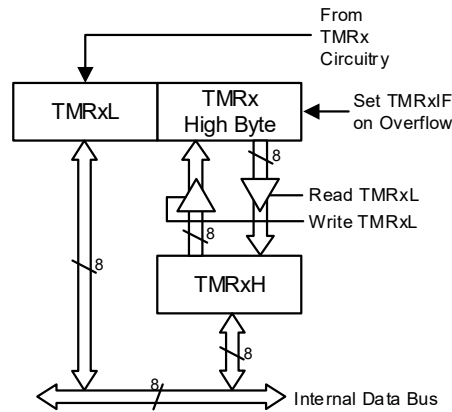 From
TMRx
Circuitry
TMRxL
TMRx
High Byte
Set TMRxIF
on Overflow
8
Read TMRxL
Write TMRxL
8
8
TMRxH
8
8
Internal Data Bus